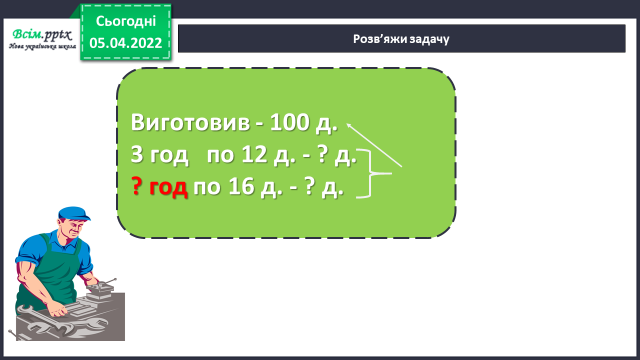 Всім.pptx
Нова українська школа
Сьогодні
05.04.2022
Розв’яжи задачу
Виготовив - 100 д.
3 год по 12 д. - ? д.
? год по 16 д. - ? д.